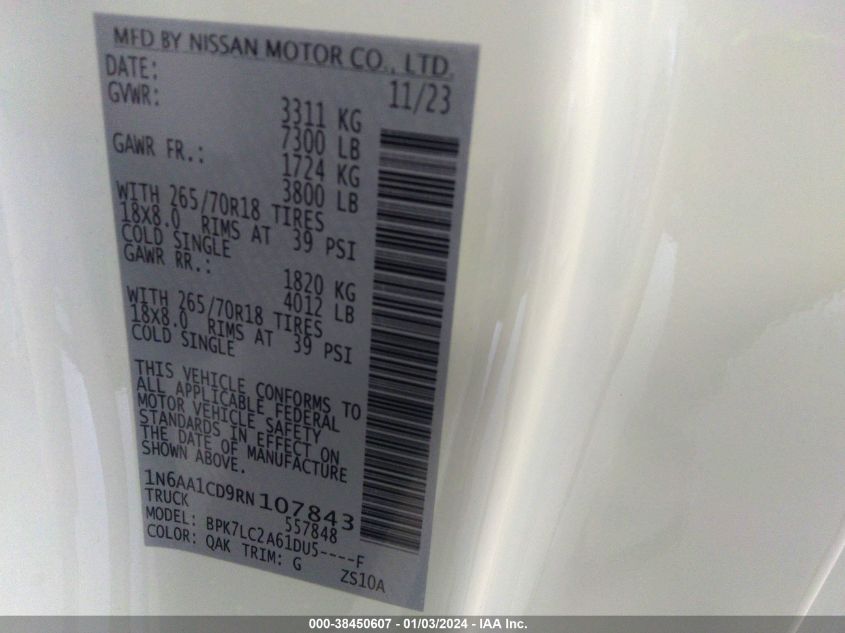 MFD BY NISSAN MOTOR CO., LTD.
DATE: 11/23
GVWR: 3311 KG
7300 LB
GAWR FR.: 1724 KG
3800 LB
WITH 265/70R18 TIRES
18X8.0 RIMS AT 39 PSI
COLD SINGLE
GAWR RR.: 1820 KG
4012 LB
WITH 265/70R18 TIRES
18X8.0 RIMS AT 39 PSI
COLD SINGLE
THIS VEHICLE CONFORMS TO
ALL APPLICABLE FEDERAL
MOTOR VEHICLE SAFETY
STANDARDS IN EFFECT ON
THE DATE OF MANUFACTURE
SHOWN ABOVE.
1N6AA1CD9RN107843
TRUCK 557848
MODEL: BPK7LC2A61DU5----F
COLOR: QAK TRIM: G ZS10A
000-38450607 - 01/03/2024 - IAA Inc.